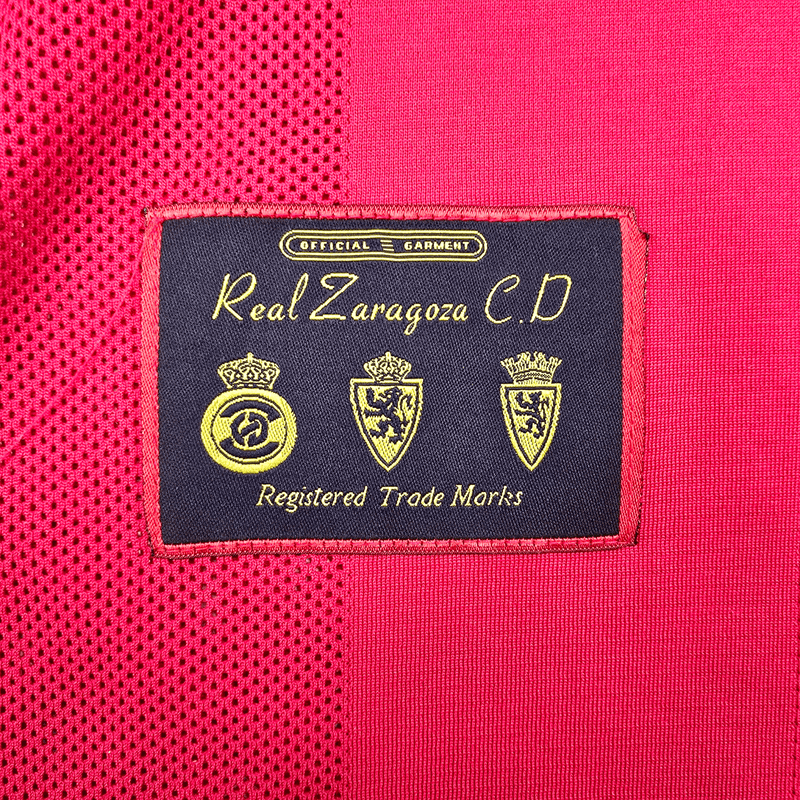 OFFICIAL GARMENT
Real Zaragoza C.D
Registered Trade Marks